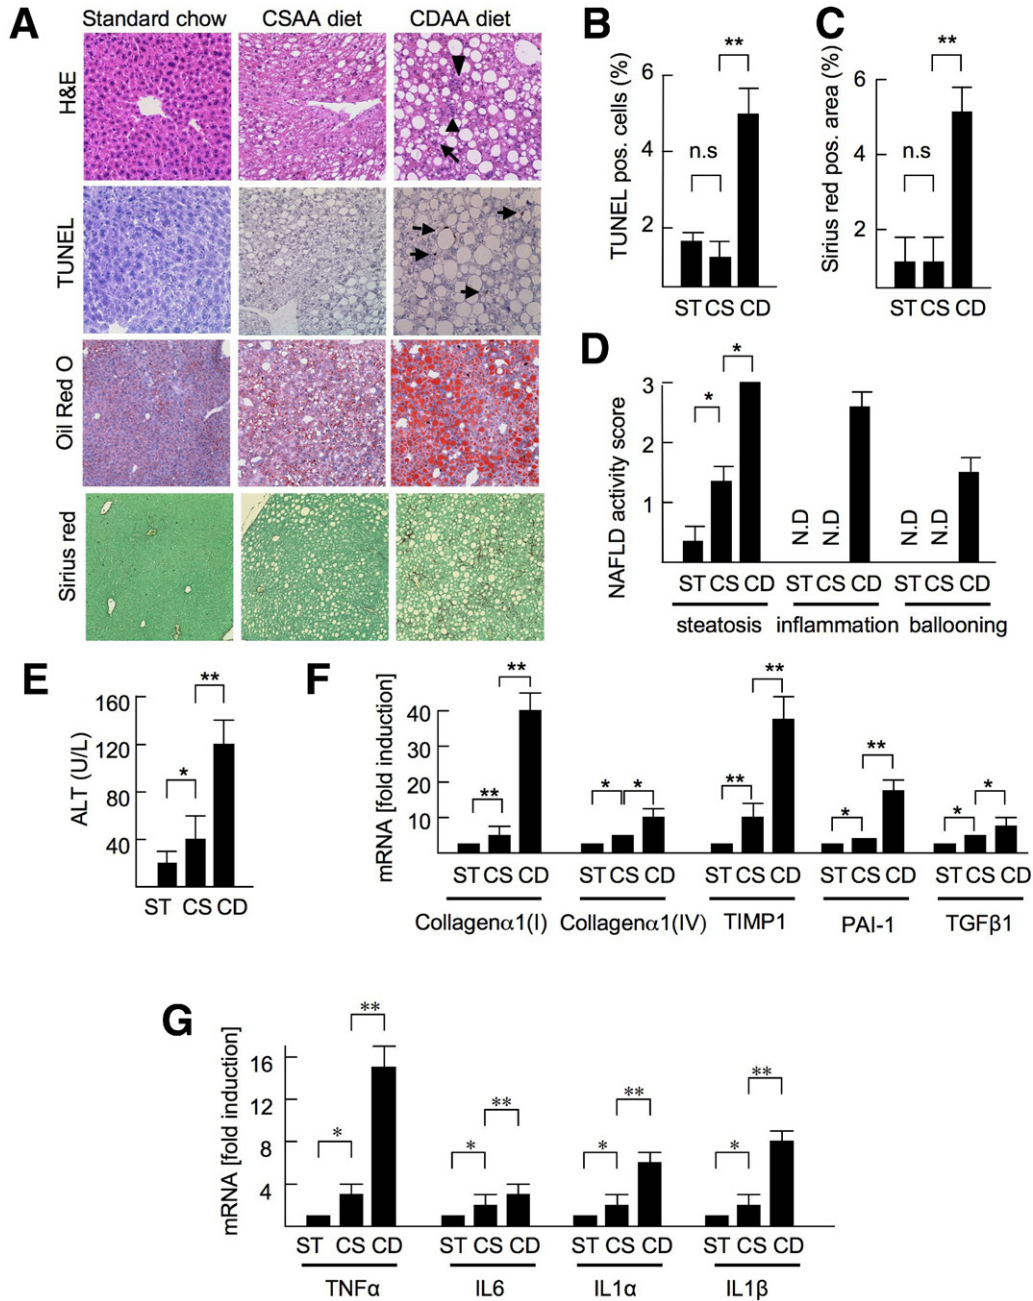 A
Standard chow CSAA diet CDAA diet
H&E
TUNEL
Oil Red O
Sirius red
B
TUNEL pos. cells (%)
6
4
2
n.s
**
ST CS CD
C
Sirius red pos. area (%)
6
4
2
n.s
**
ST CS CD
D
NAFLD activity score
3
2
1
*
*
N.D N.D
N.D N.D
ST CS CD ST CS CD ST CS CD
steatosis inflammation ballooning
E
ALT (U/L)
160
120
80
40
*
**
ST CS CD
F
mRNA [fold induction]
40
30
20
10
** **
* *
** **
* **
* *
ST CS CD ST CS CD ST CS CD ST CS CD ST CS CD
Collagenα1(I) Collagenα1(IV) TIMP1 PAI-1 TGFβ1
G
mRNA [fold induction]
16
12
8
4
* **
* **
* **
* **
ST CS CD ST CS CD ST CS CD ST CS CD
TNFα IL6 IL1α IL1β